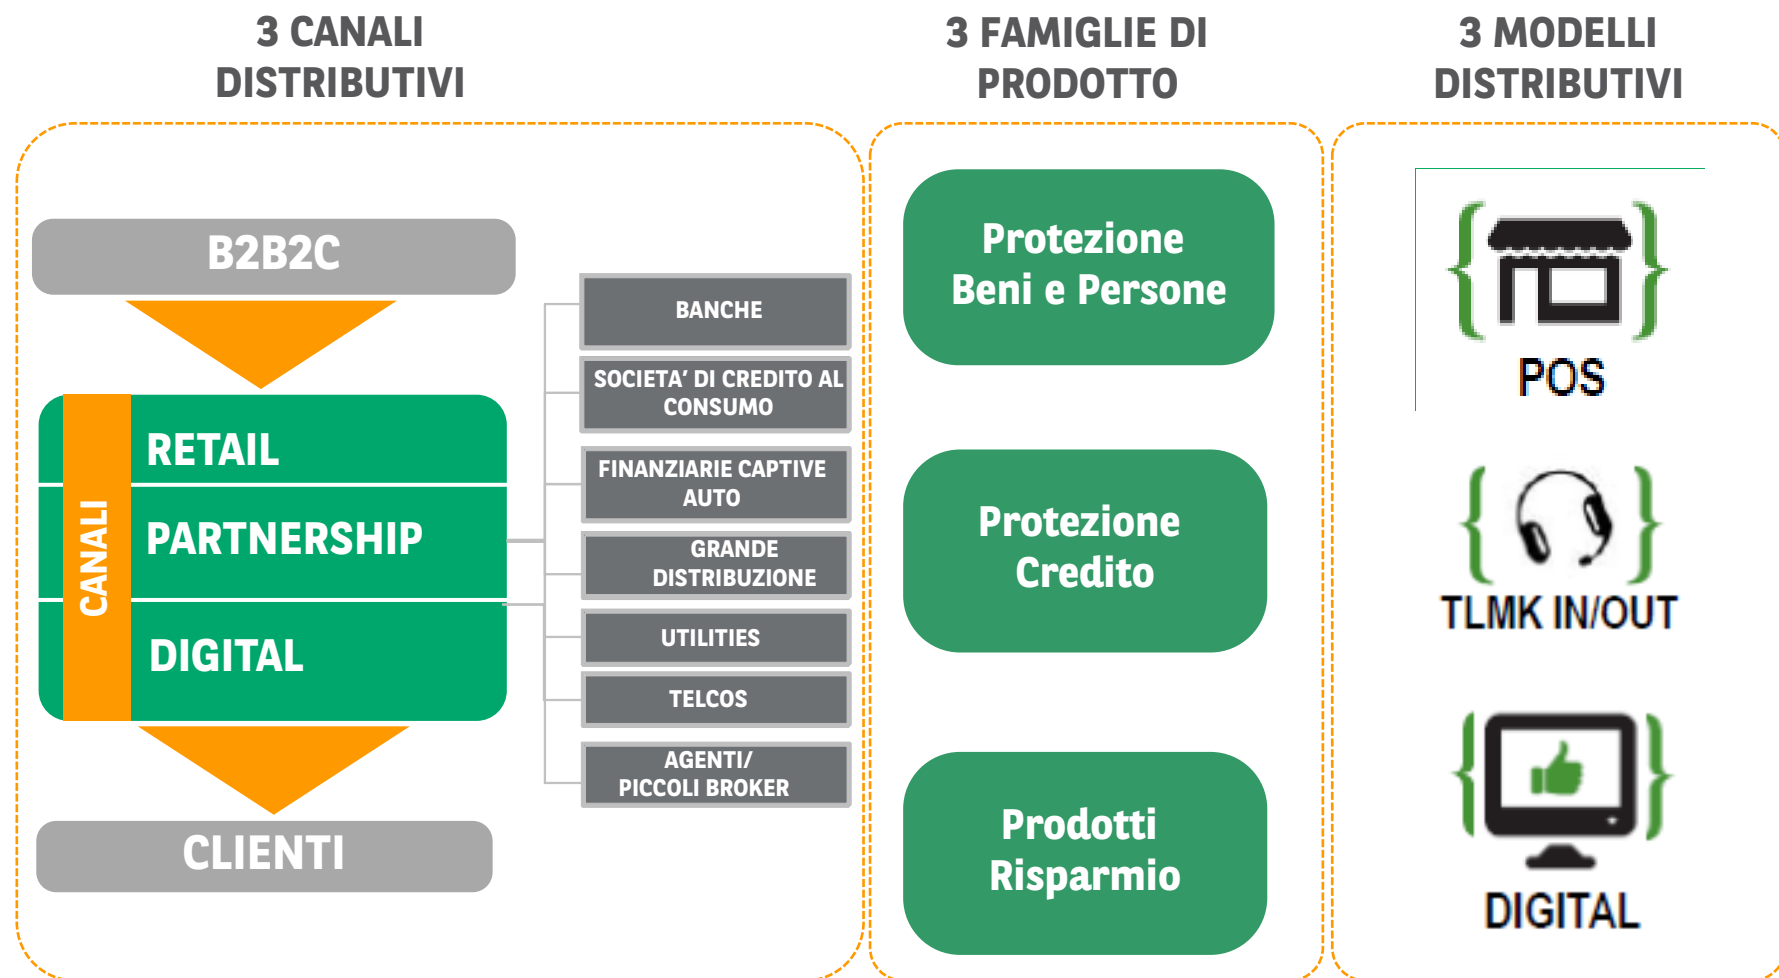 3 CANALI
DISTRIBUTIVI
B2B2C
CANALI
RETAIL
PARTNERSHIP
DIGITAL
CLIENTI
BANCHE
SOCIETA’ DI CREDITO AL
CONSUMO
FINANZIARIE CAPTIVE
AUTO
GRANDE
DISTRIBUZIONE
UTILITIES
TELCOS
AGENTI/
PICCOLI BROKER
3 FAMIGLIE DI
PRODOTTO
Protezione
Beni e Persone
Protezione
Credito
Prodotti
Risparmio
3 MODELLI
DISTRIBUTIVI
POS
TLMK IN/OUT
DIGITAL